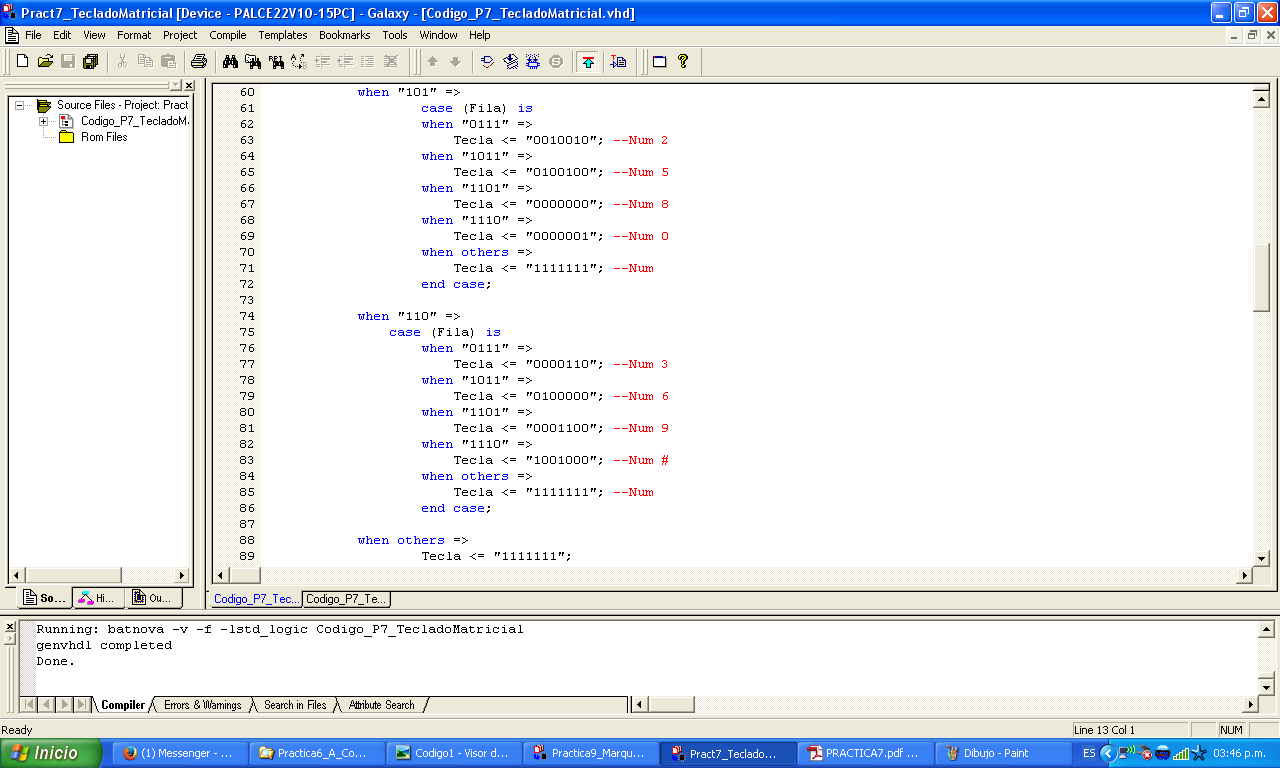 Pract7_TecladoMatricial [Device - PALCE22V10-15PC] - Galaxy - [Codigo_P7_TecladoMatricial.vhd]
File Edit View Format Project Compile Templates Bookmarks Tools Window Help
Source Files - Project: Pract
Codigo_P7_TecladoM
Rom Files
60 when "101" =>
61 case (Fila) is
62 when "0111" =>
63 Tecla <= "0010010"; --Num 2
64 when "1011" =>
65 Tecla <= "0100100"; --Num 5
66 when "1101" =>
67 Tecla <= "0000000"; --Num 8
68 when "1110" =>
69 Tecla <= "0000001"; --Num 0
70 when others =>
71 Tecla <= "1111111"; --Num
72 end case;
73
74 when "110" =>
75 case (Fila) is
76 when "0111" =>
77 Tecla <= "0000110"; --Num 3
78 when "1011" =>
79 Tecla <= "0100000"; --Num 6
80 when "1101" =>
81 Tecla <= "0001100"; --Num 9
82 when "1110" =>
83 Tecla <= "1001000"; --Num #
84 when others =>
85 Tecla <= "1111111"; --Num
86 end case;
87
88 when others =>
89 Tecla <= "1111111";
So... Hi... Ou...
Codigo_P7_Tec... Codigo_P7_Te...
Running: batnova -v -f -lstd_logic Codigo_P7_TecladoMatricial
genvhdl completed
Done.
Compiler Errors & Warnings Search in Files Attribute Search
Ready Line 13 Col 1 NUM
Inicio (1) Messenger - ... Practica6_A_Co... Codigo1 - Visor d... Practica9_Marqu... Pract7_Teclado... PRACTICA7.pdf ... Dibujo - Paint ES 03:46 p.m.